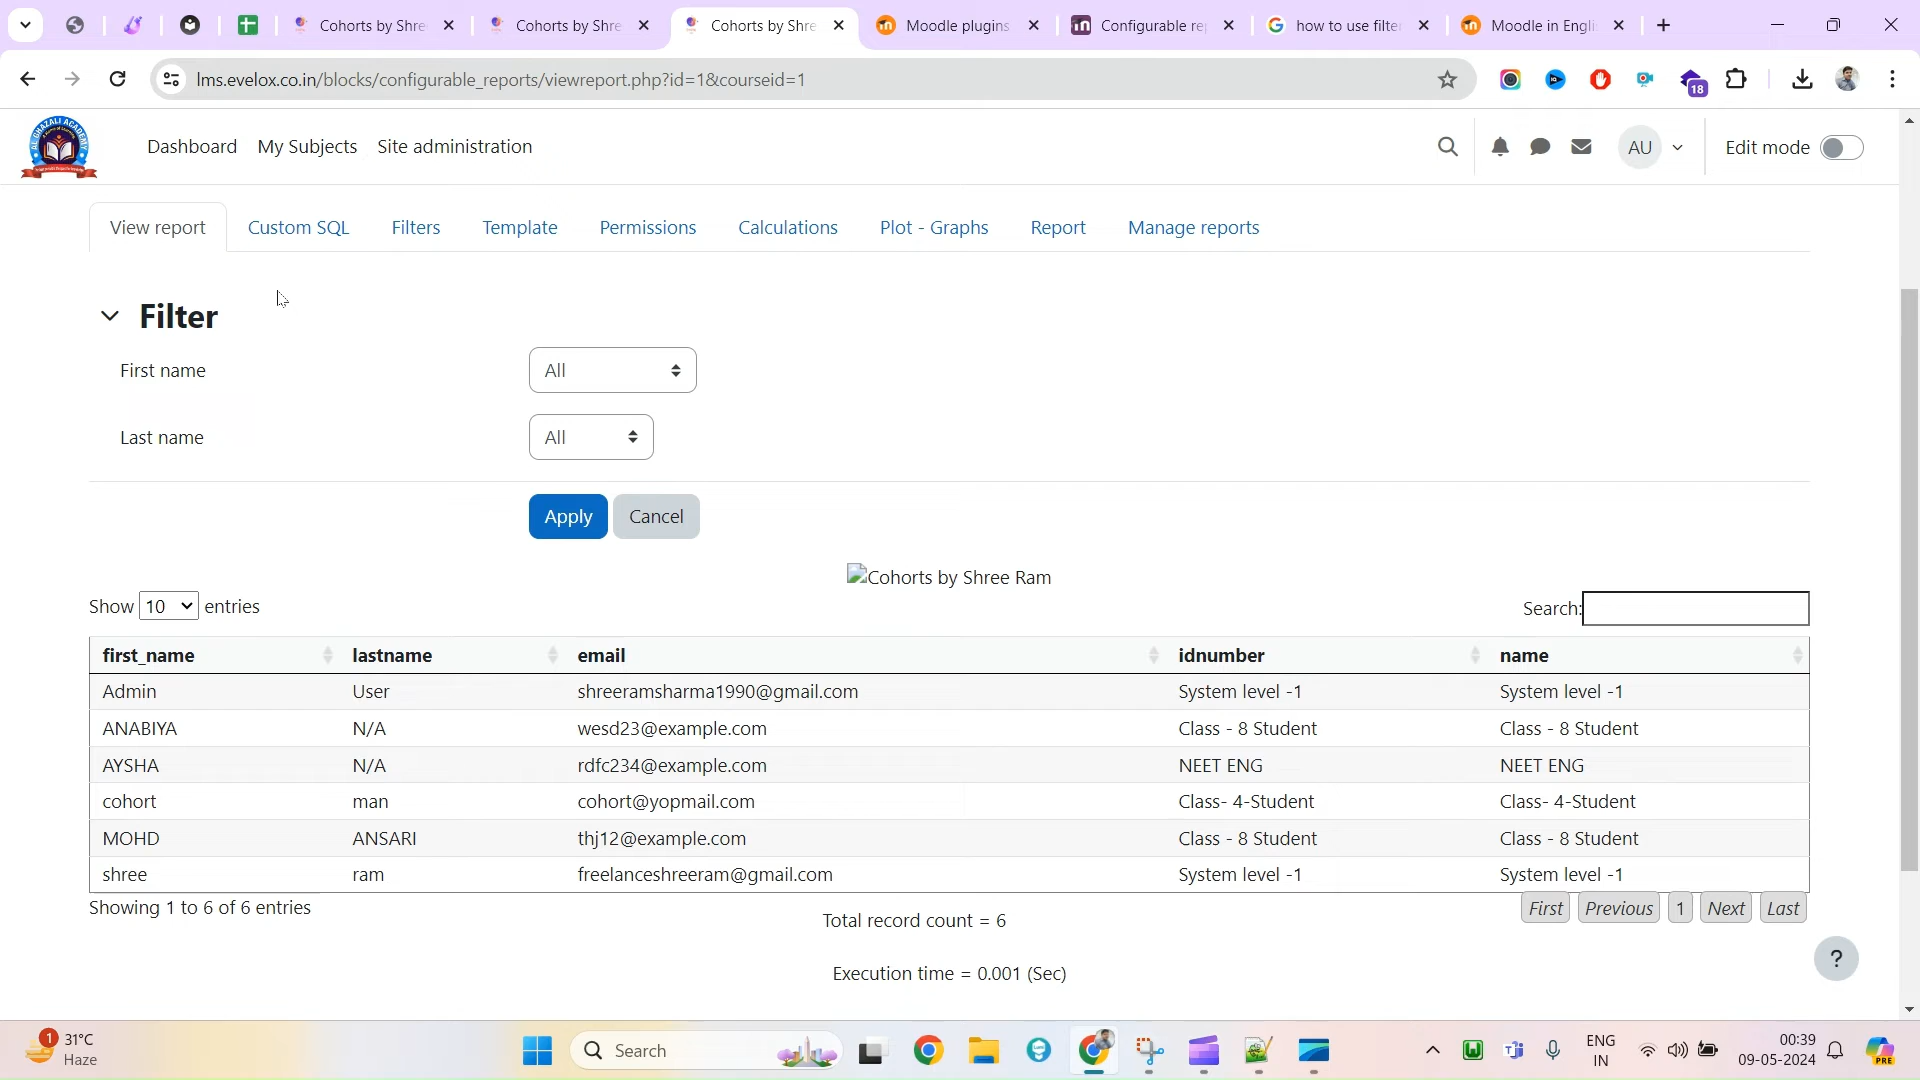 Cohorts by Shre
Cohorts by Shre
Cohorts by Shre
Moodle plugins
Configurable re
how to use filte
Moodle in Engli
lms.evelox.co.in/blocks/configurable_reports/viewreport.php?id=1&courseid=1
18
AL GHAZALI ACADEMY
Dashboard My Subjects Site administration
AU
Edit mode
View report
Custom SQL
Filters
Template
Permissions
Calculations
Plot - Graphs
Report
Manage reports
Filter
First name
All
Last name
All
Apply
Cancel
Cohorts by Shree Ram
Show 10 entries
Search:
first_name lastname email idnumber name
Admin User shreeramsharma1990@gmail.com System level -1 System level -1
ANABIYA N/A wesd23@example.com Class - 8 Student Class - 8 Student
AYSHA N/A rdfc234@example.com NEET ENG NEET ENG
cohort man cohort@yopmail.com Class- 4-Student Class- 4-Student
MOHD ANSARI thj12@example.com Class - 8 Student Class - 8 Student
shree ram freelanceshreeram@gmail.com System level -1 System level -1
Showing 1 to 6 of 6 entries
First Previous 1 Next Last
Total record count = 6
?
Execution time = 0.001 (Sec)
1
31°C
Haze
Search
ENG
IN
00:39
09-05-2024
PRE